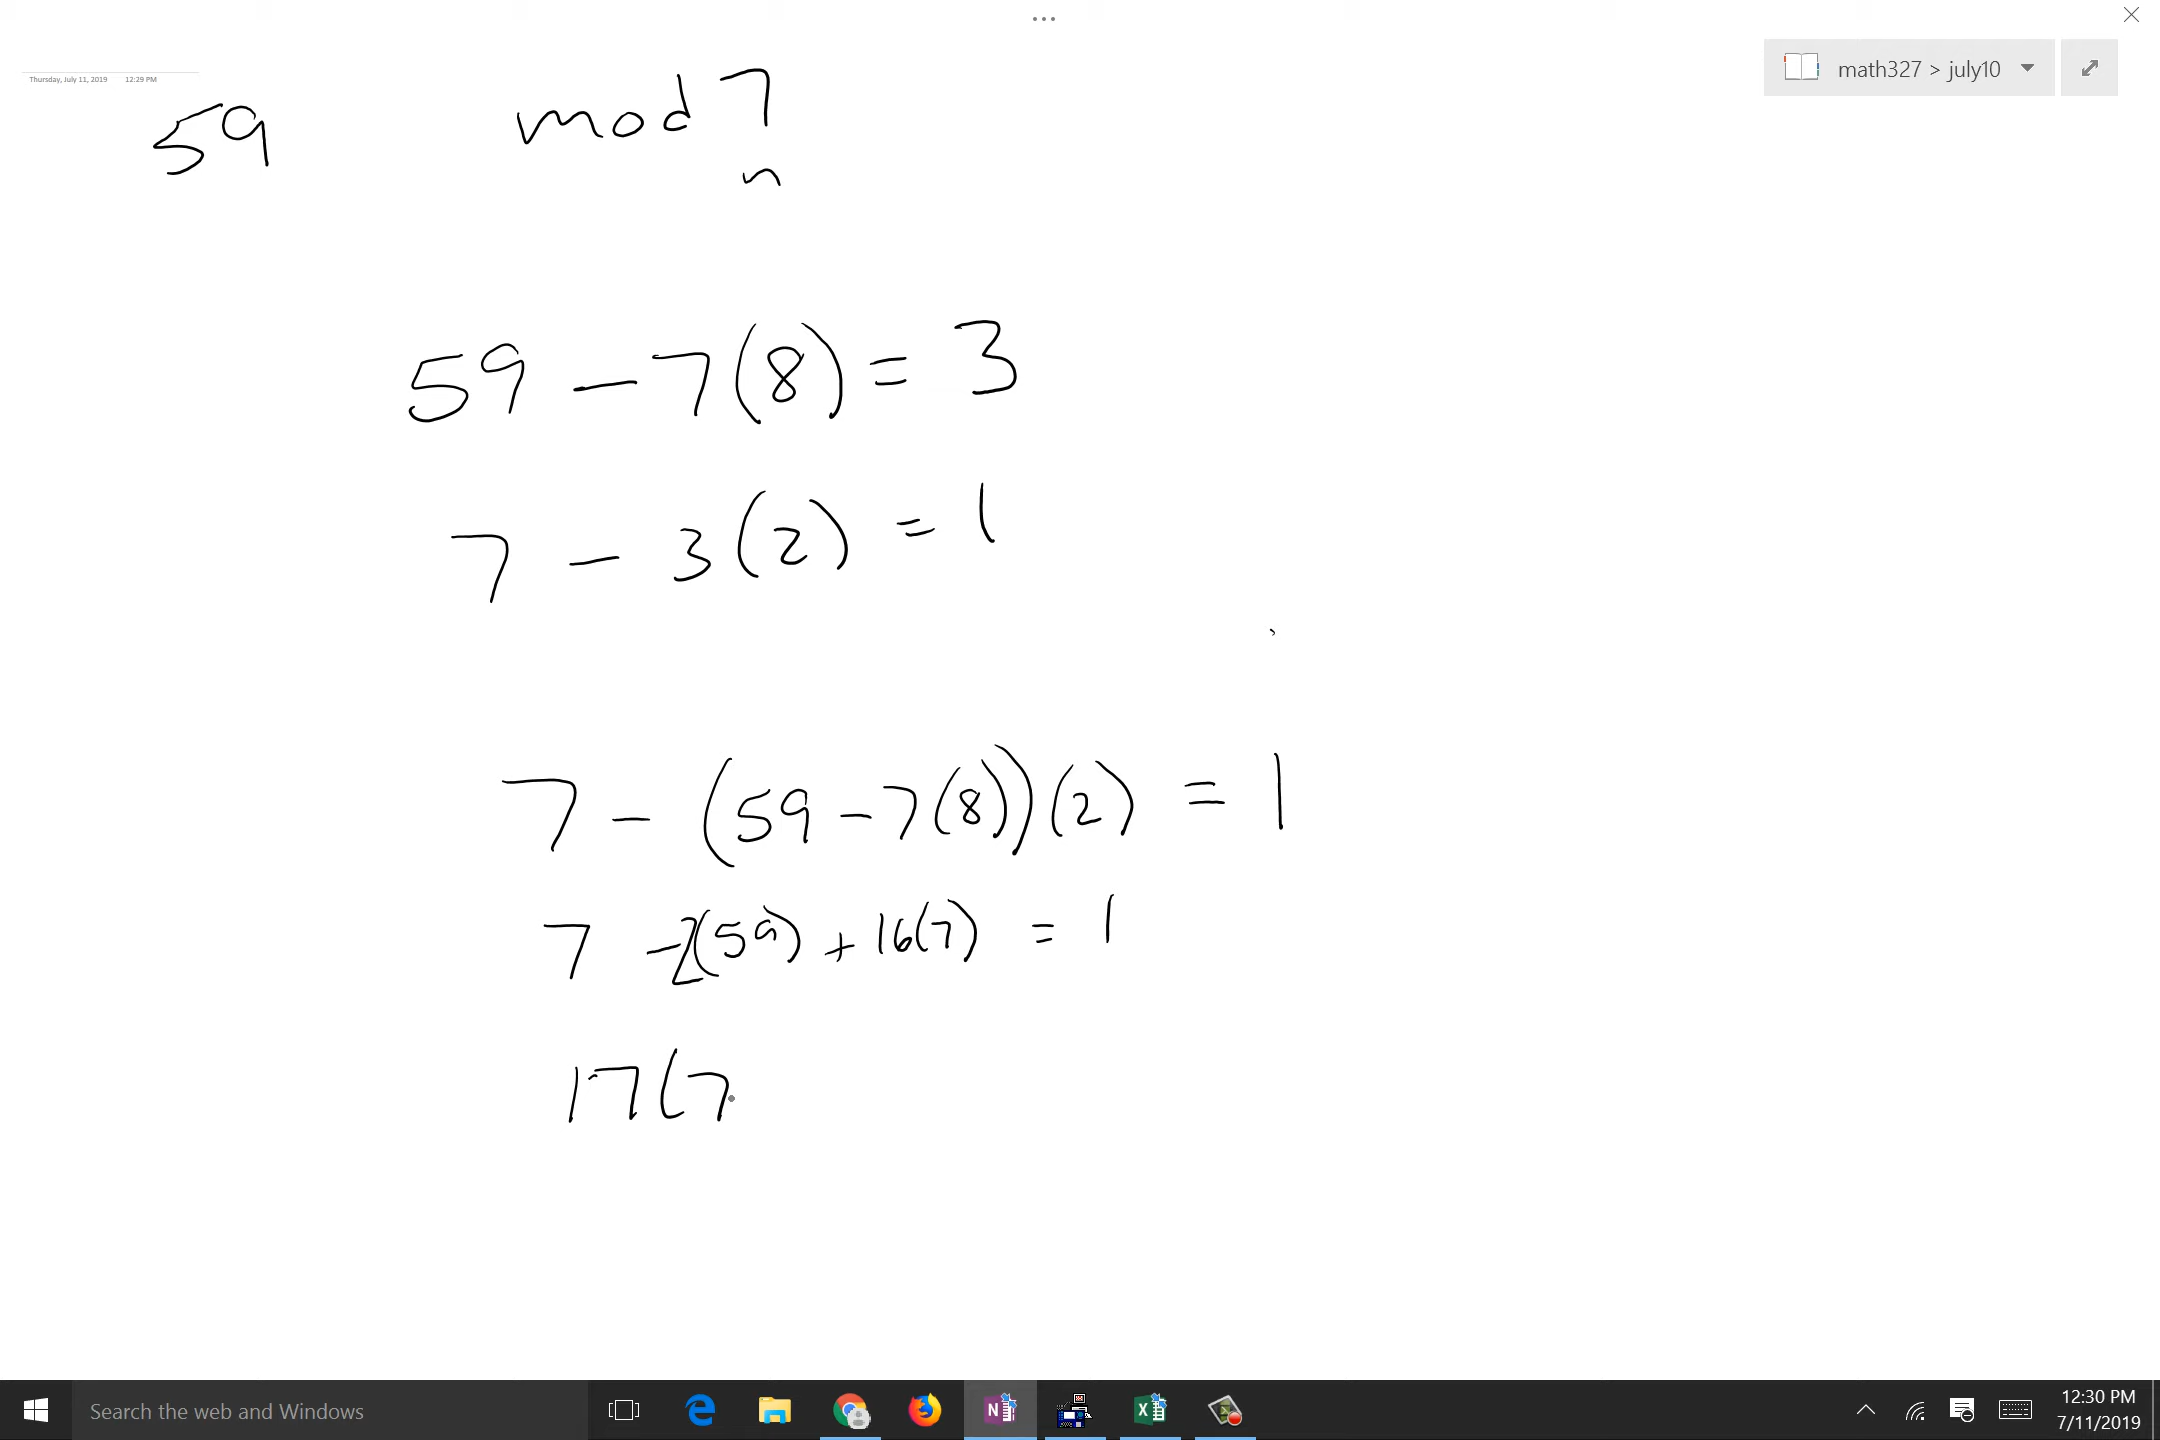 math327 > july10
Thursday, July 11, 2019 12:29 PM
59 mod 7
n
59 - 7(8) = 3
7 - 3(2) = 1
7 - (59 - 7(8))(2) = 1
7 - 2(59) + 16(7) = 1
17(7
Search the web and Windows
12:30 PM
7/11/2019